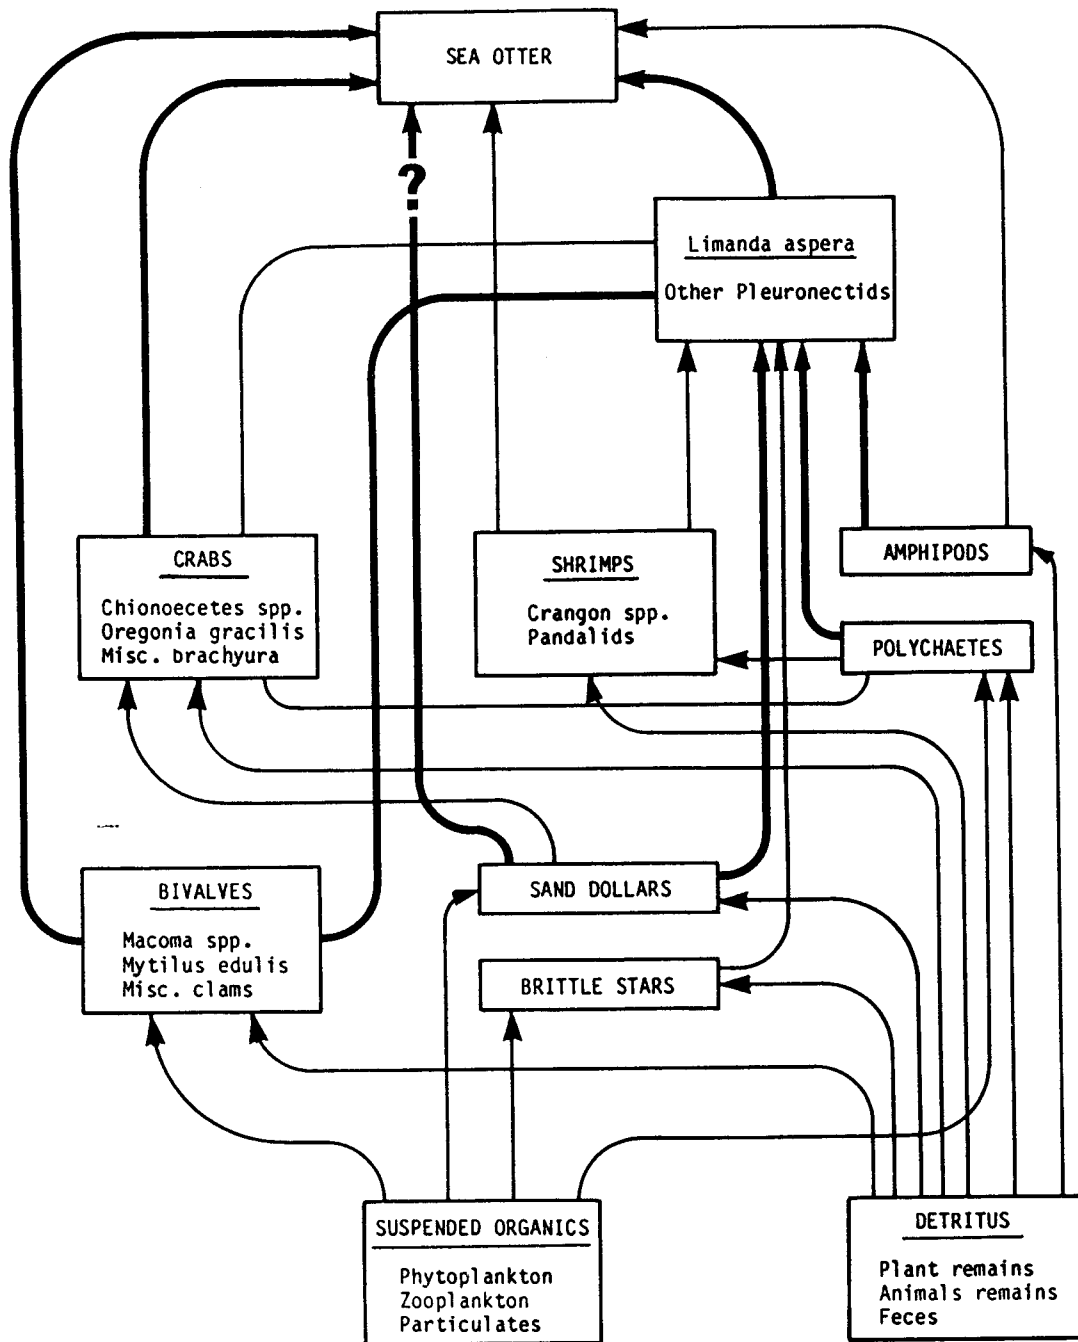 SEA OTTER
?
Limanda aspera
Other Pleuronectids
CRABS
Chionoecetes spp.
Oregonia gracilis
Misc. brachyura
SHRIMPS
Crangon spp.
Pandalids
AMPHIPODS
POLYCHAETES
BIVALVES
Macoma spp.
Mytilus edulis
Misc. clams
SAND DOLLARS
BRITTLE STARS
SUSPENDED ORGANICS
Phytoplankton
Zooplankton
Particulates
DETRITUS
Plant remains
Animals remains
Feces